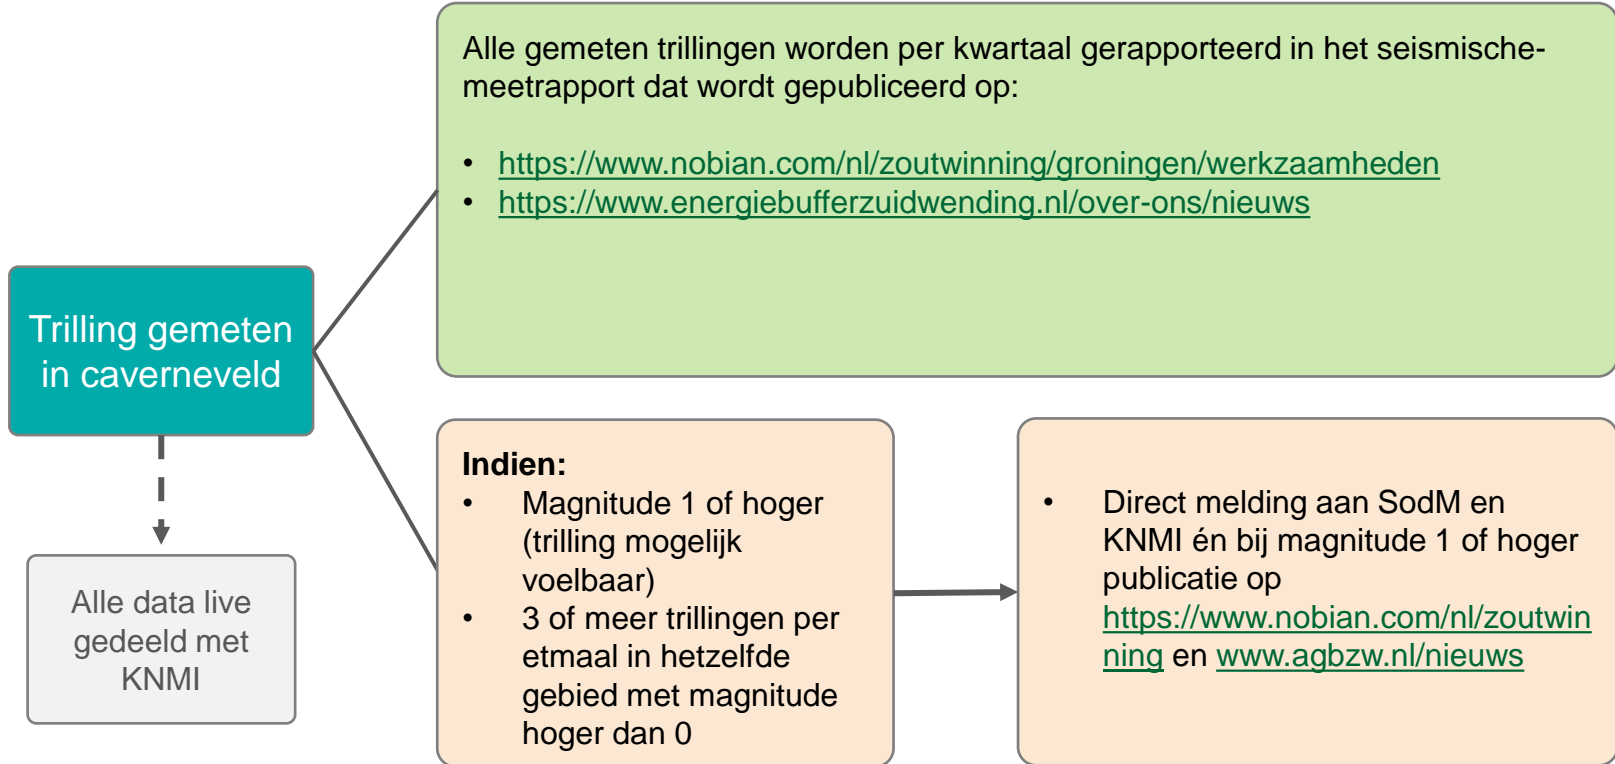 Alle gemeten trillingen worden per kwartaal gerapporteerd in het seismische-
meetrapport dat wordt gepubliceerd op:
• https://www.nobian.com/nl/zoutwinning/groningen/werkzaamheden
• https://www.energiebufferzuidwending.nl/over-ons/nieuws
Trilling gemeten
in caverneveld
Alle data live
gedeeld met
KNMI
Indien:
• Magnitude 1 of hoger
(trilling mogelijk
voelbaar)
• 3 of meer trillingen per
etmaal in hetzelfde
gebied met magnitude
hoger dan 0
• Direct melding aan SodM en
KNMI én bij magnitude 1 of hoger
publicatie op
https://www.nobian.com/nl/zoutwin
ning en www.agbzw.nl/nieuws